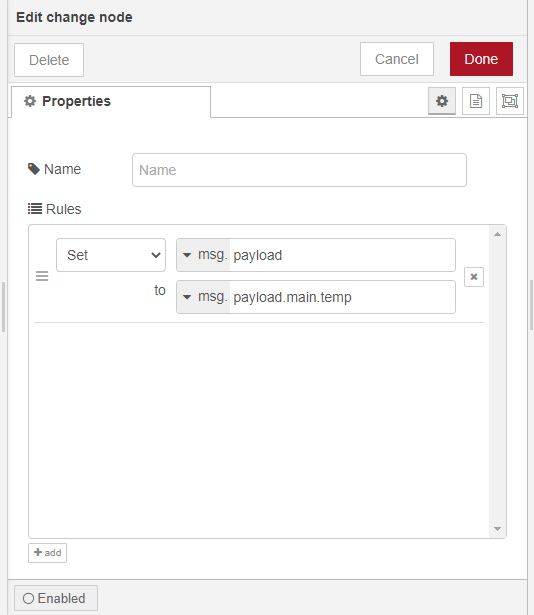 Edit change node
Delete
Cancel
Done
Properties
Name
Name
Rules
Set
msg. payload
to
msg. payload.main.temp
add
Enabled